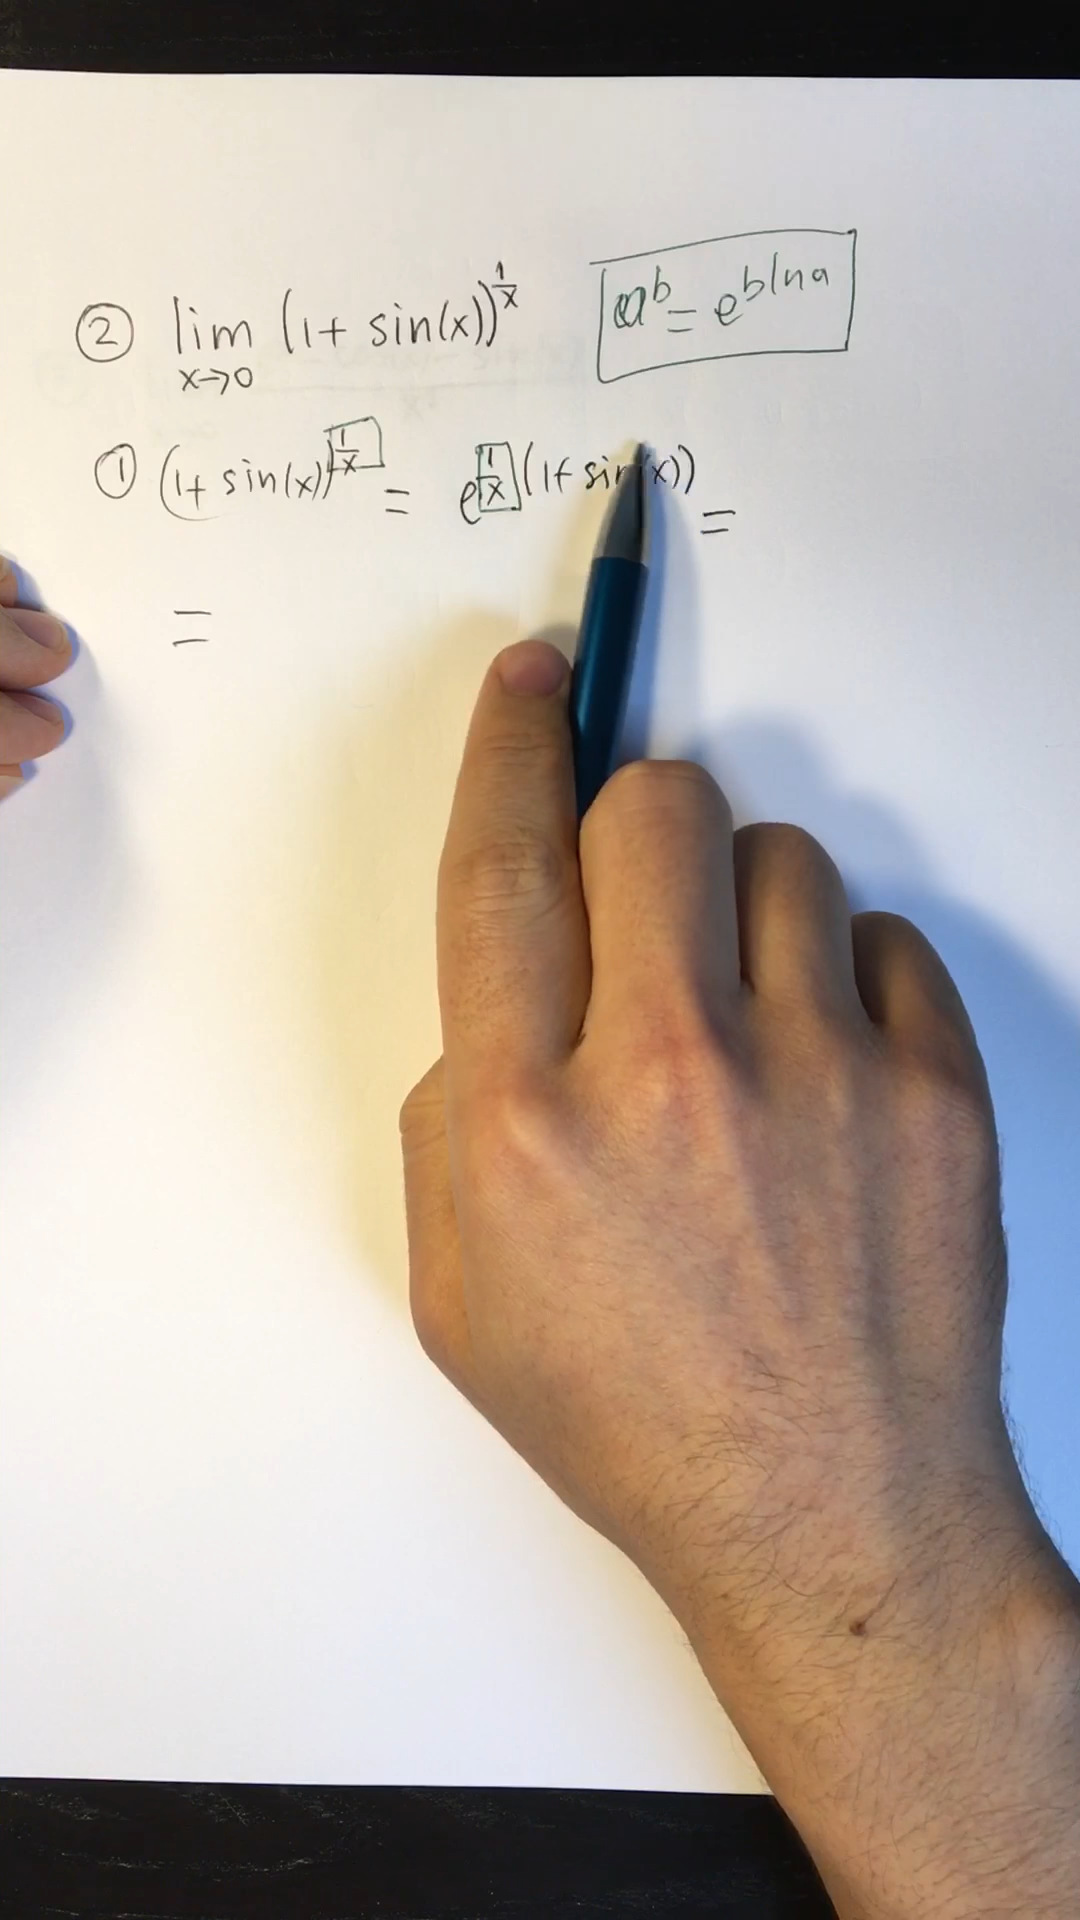 ② lim (1+ sin(x))^(1/x)
x→0
a^b = e^(b ln a)
① (1+ sin(x))^(1/x) = e^(1/x (1+ sin(x))) =
=